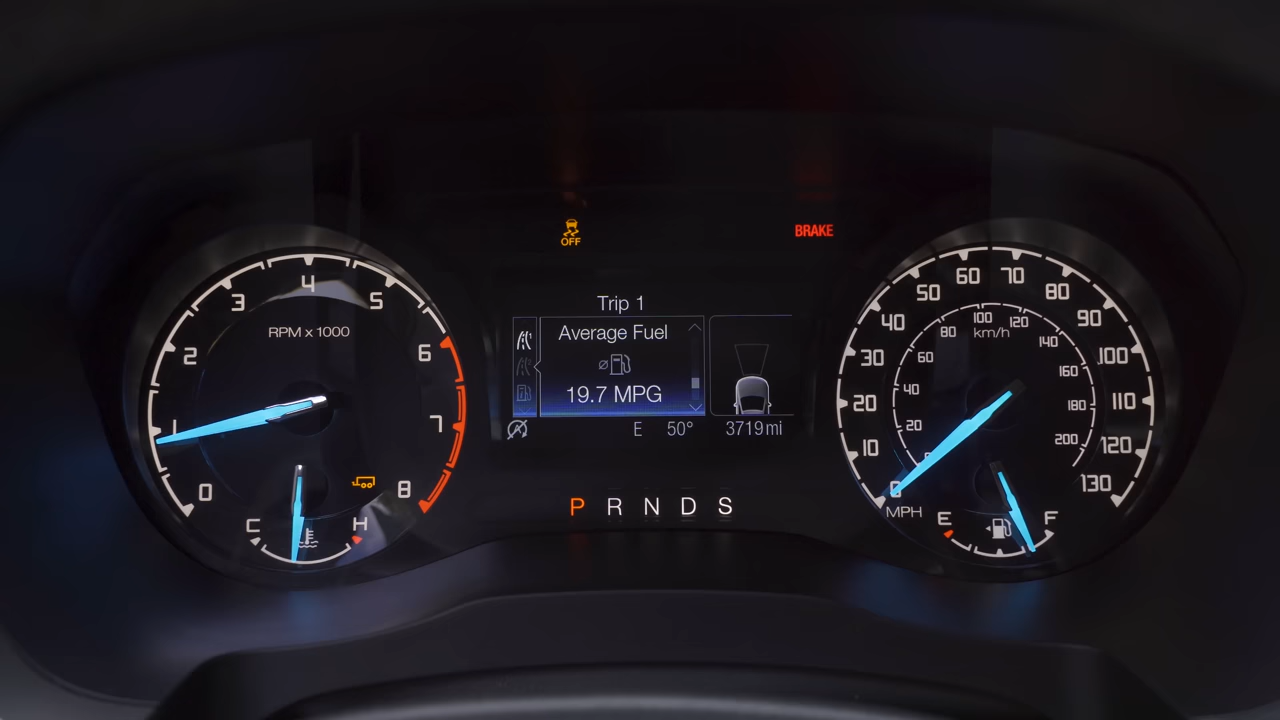 OFF
BRAKE
Trip 1
Average Fuel
19.7 MPG
E 50° 3719 mi
P R N D S
RPM x 1000
0 1 2 3 4 5 6 7 8
C H
0 10 20 30 40 50 60 70 80 90 100 110 120 130
MPH
20 40 60 80 100 120 140 160 180 200
km/h
E F